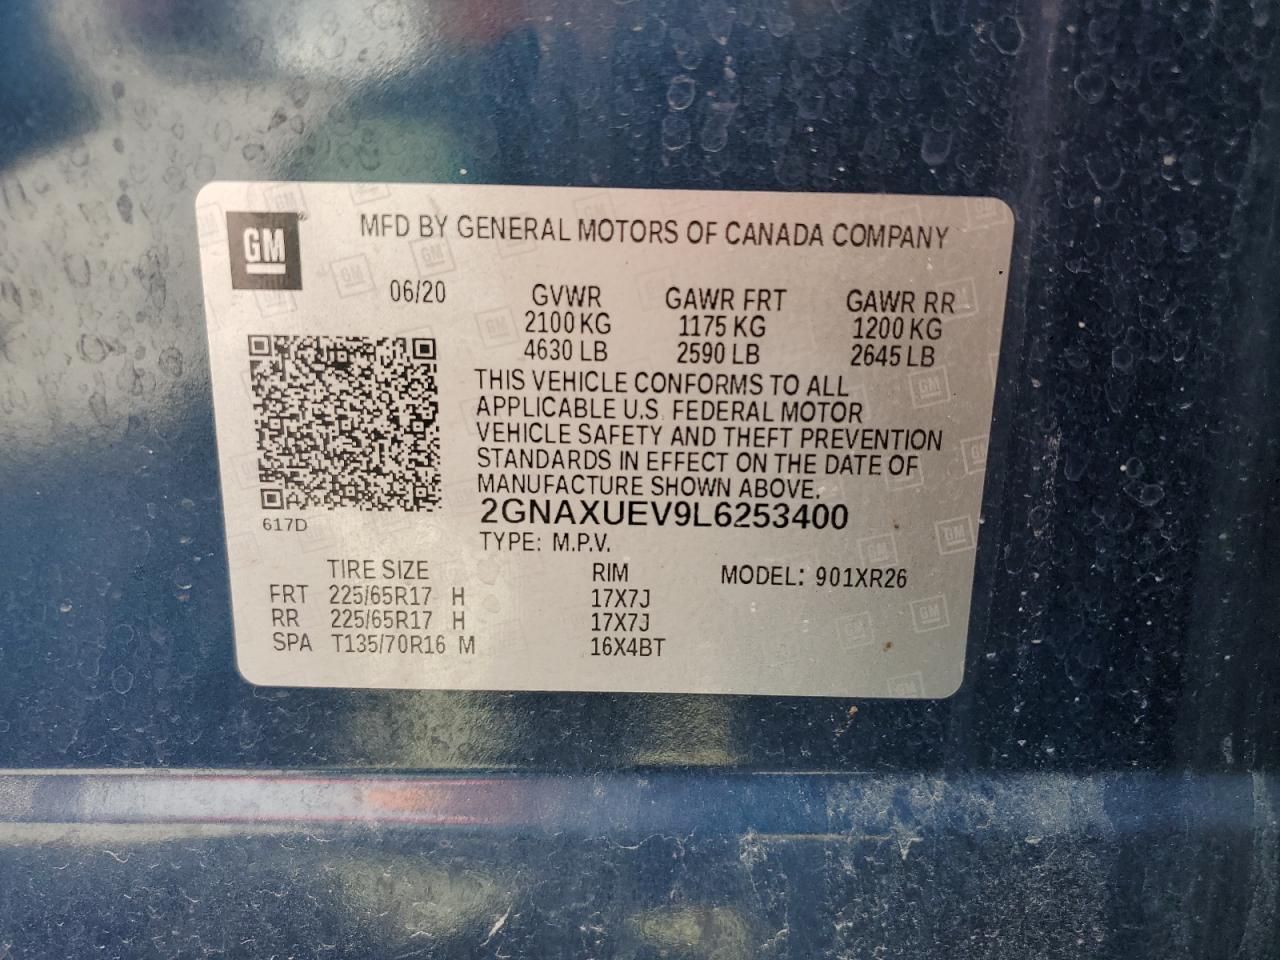 GM
MFD BY GENERAL MOTORS OF CANADA COMPANY
06/20 GVWR GAWR FRT GAWR RR
2100 KG 1175 KG 1200 KG
4630 LB 2590 LB 2645 LB
THIS VEHICLE CONFORMS TO ALL
APPLICABLE U.S. FEDERAL MOTOR
VEHICLE SAFETY AND THEFT PREVENTION
STANDARDS IN EFFECT ON THE DATE OF
MANUFACTURE SHOWN ABOVE.
617D
2GNAXUEV9L6253400
TYPE: M.P.V.
TIRE SIZE RIM MODEL: 901XR26
FRT 225/65R17 H 17X7J
RR 225/65R17 H 17X7J
SPA T135/70R16 M 16X4BT